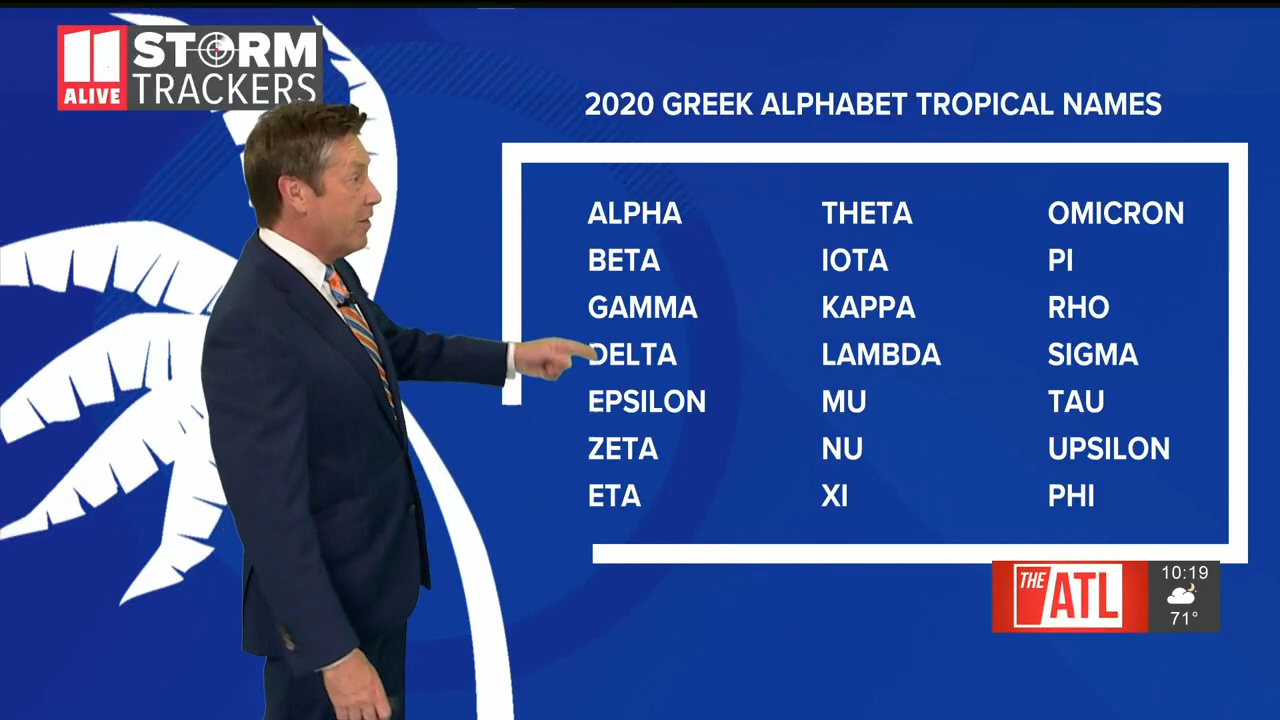 11 ALIVE
STORM
TRACKERS
2020 GREEK ALPHABET TROPICAL NAMES
ALPHA
BETA
GAMMA
DELTA
EPSILON
ZETA
ETA
THETA
IOTA
KAPPA
LAMBDA
MU
NU
XI
OMICRON
PI
RHO
SIGMA
TAU
UPSILON
PHI
THE ATL
10:19
71°